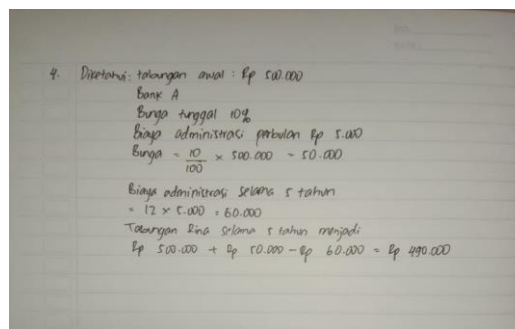 4. Diketahui: tabungan awal : Rp 500.000
Bank A
Bunga tunggal 10%
Biaya administrasi perbulan Rp 5.000
Bunga = 10/100 × 500.000 = 50.000
Biaya administrasi selama 5 tahun
= 12 × 5.000 = 60.000
Tabungan Rina selama 5 tahun menjadi
Rp 500.000 + Rp 50.000 - Rp 60.000 = Rp 490.000